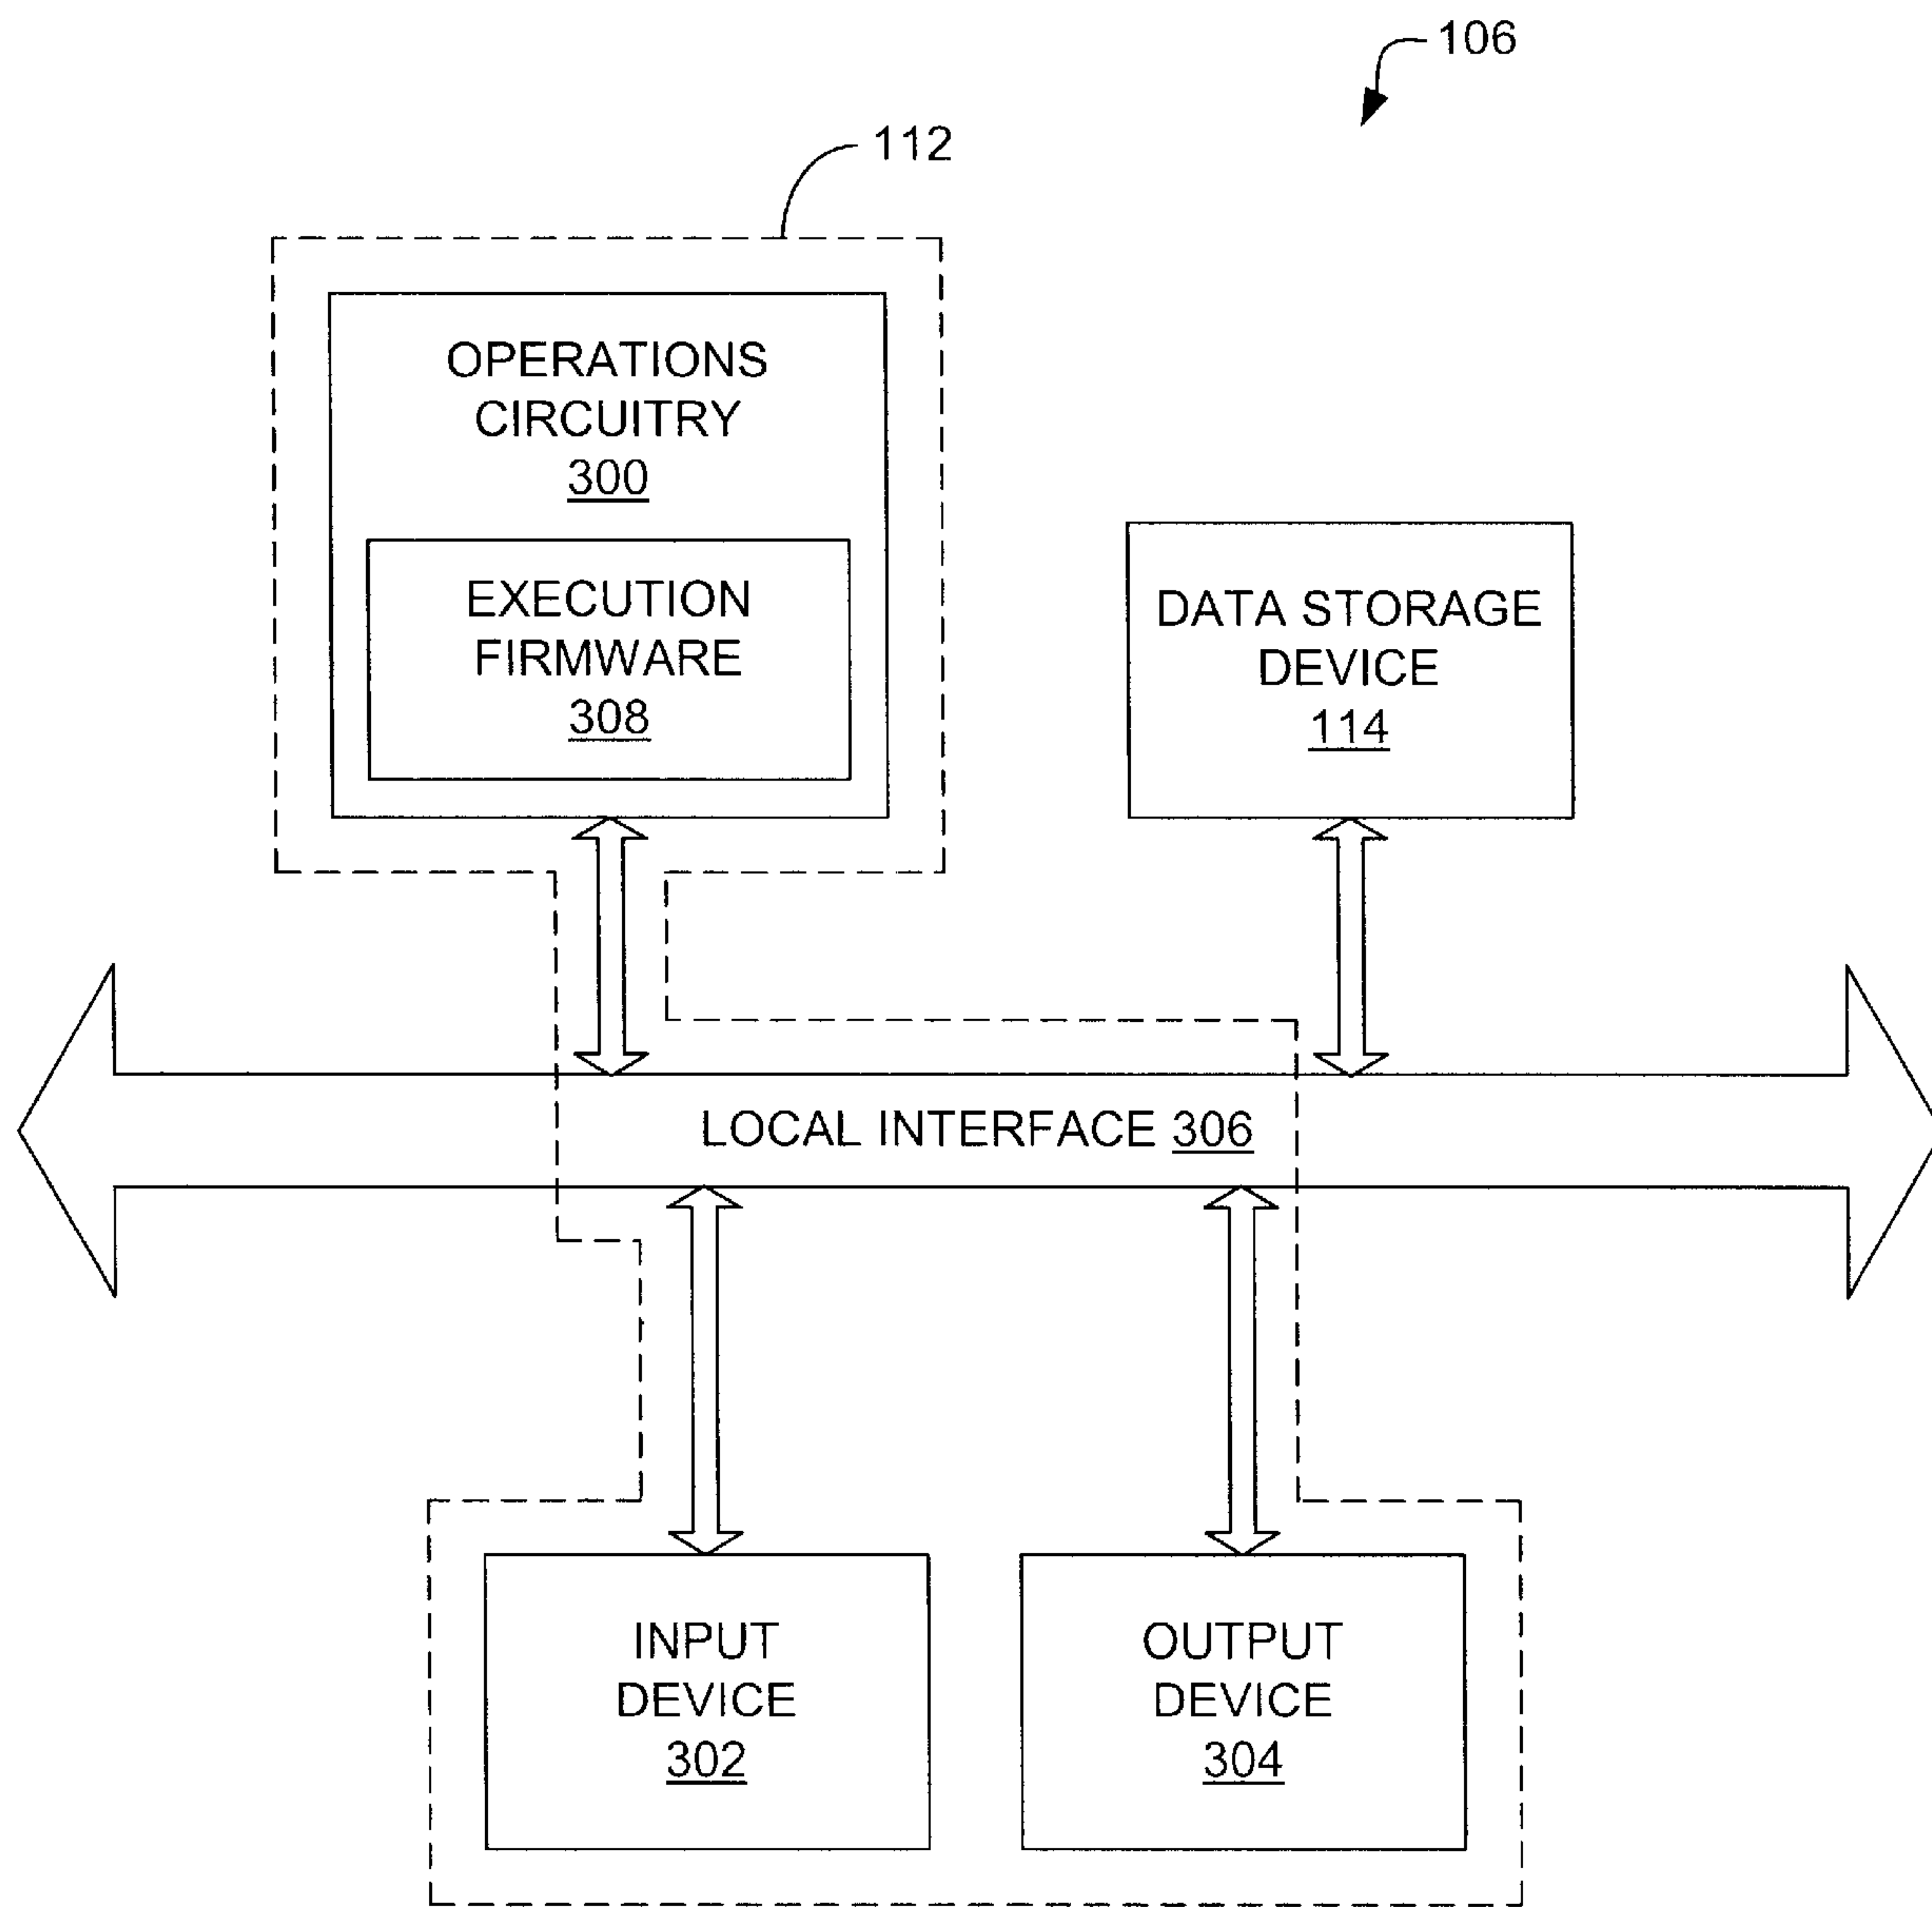 106
112
OPERATIONS
CIRCUITRY
300
EXECUTION
FIRMWARE
308
DATA STORAGE
DEVICE
114
LOCAL INTERFACE 306
INPUT
DEVICE
302
OUTPUT
DEVICE
304